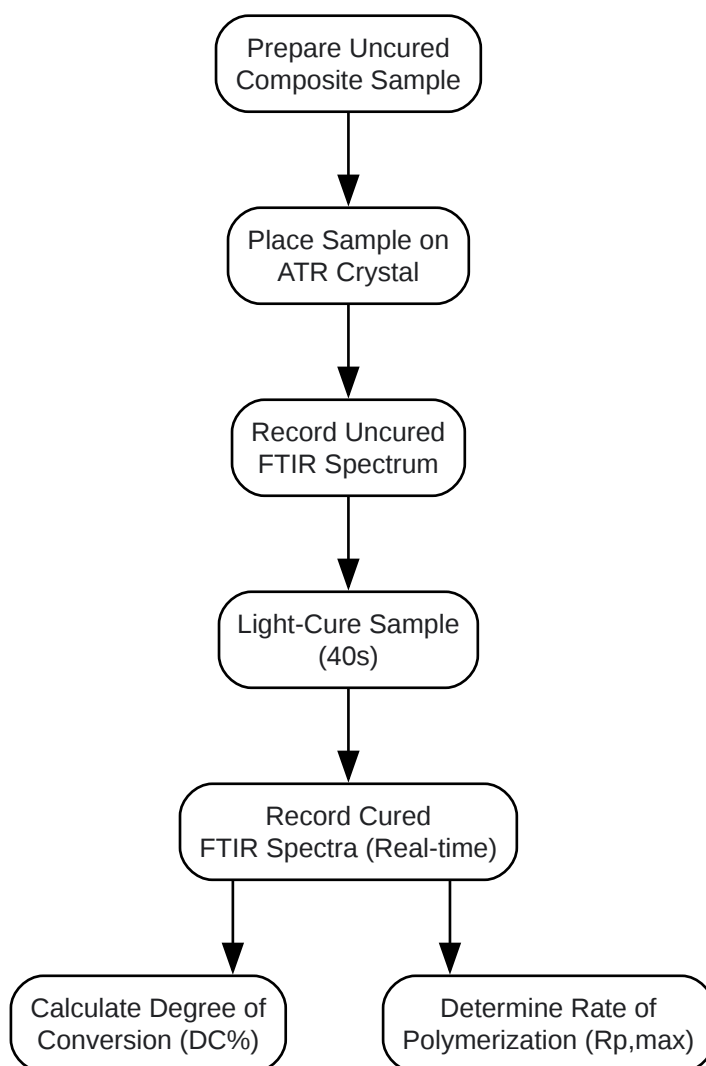 Prepare Uncured
Composite Sample
Place Sample on
ATR Crystal
Record Uncured
FTIR Spectrum
Light-Cure Sample
(40s)
Record Cured
FTIR Spectra (Real-time)
Calculate Degree of
Conversion (DC%)
Determine Rate of
Polymerization (Rp,max)